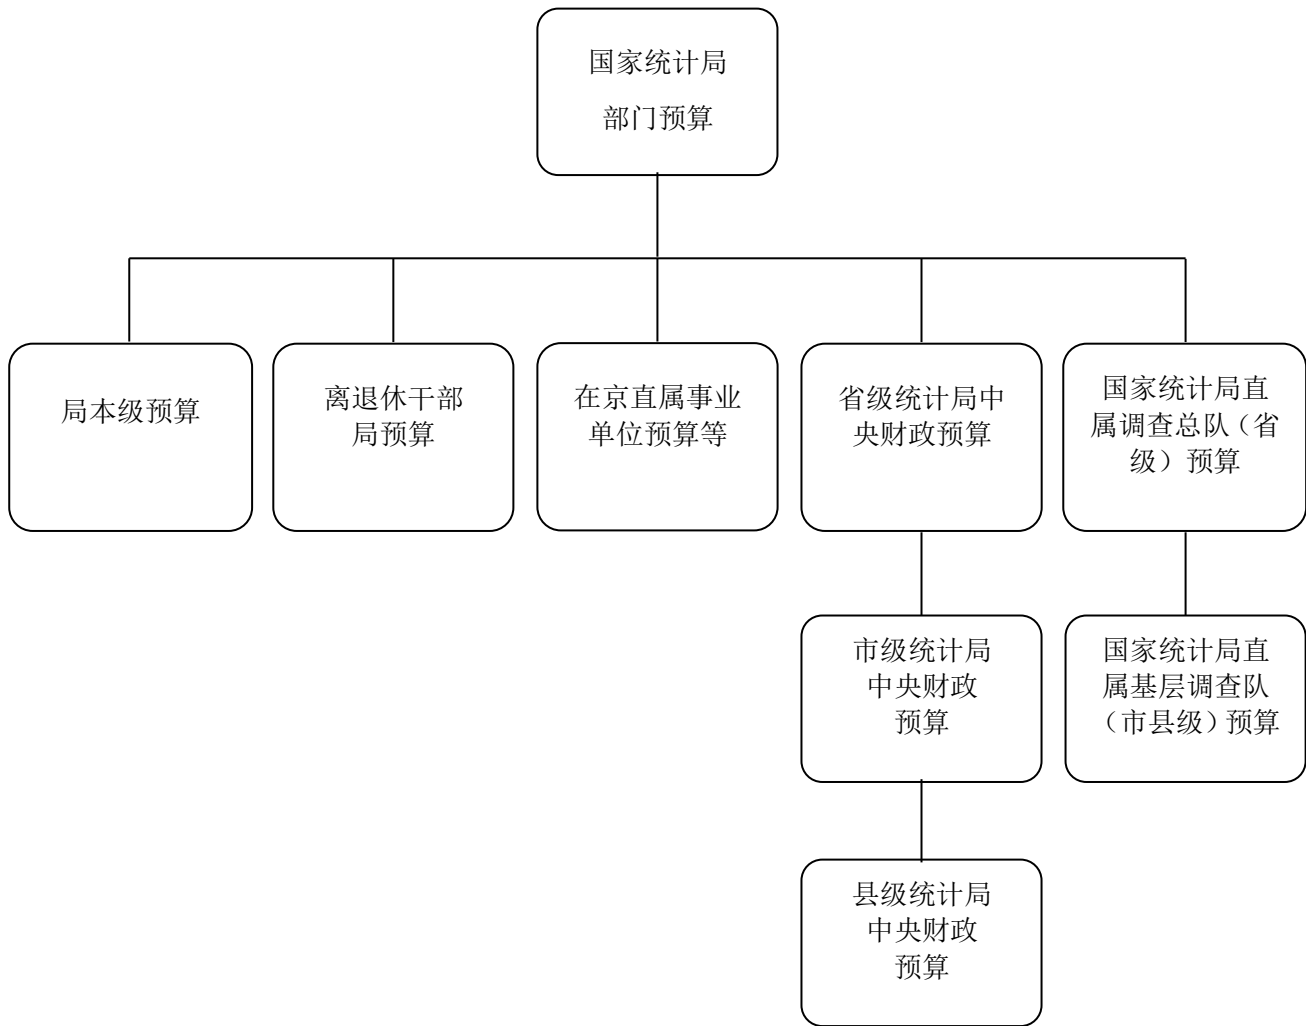 国家统计局
部门预算
局本级预算
离退休干部
局预算
在京直属事业
单位预算等
省级统计局中
央财政预算
国家统计局直
属调查总队（省
级）预算
市级统计局
中央财政
预算
国家统计局直
属基层调查队
（市县级）预算
县级统计局
中央财政
预算